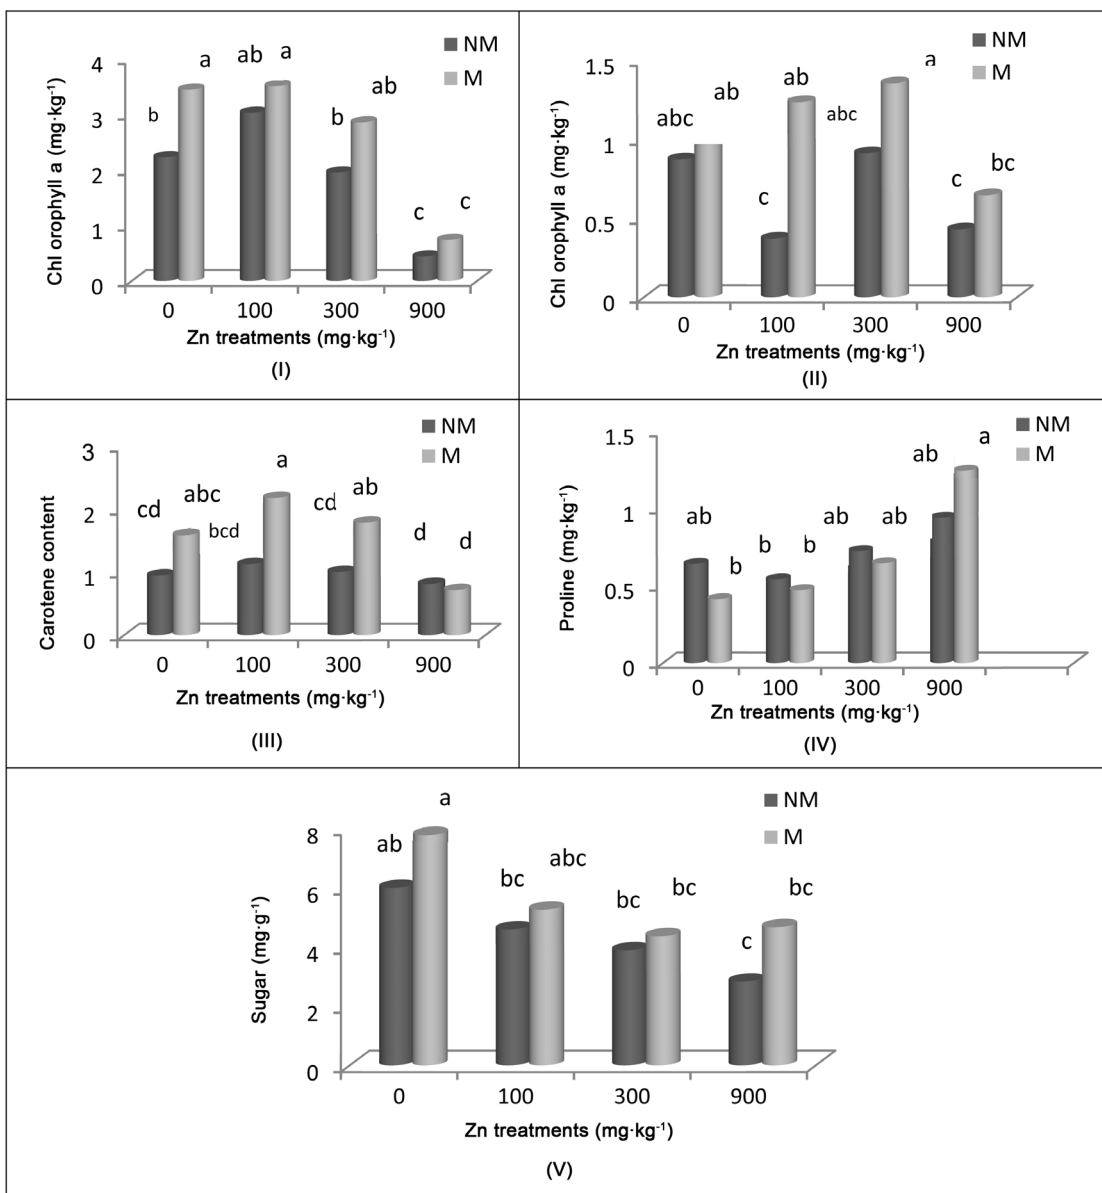 NM
M
a
ab
a
ab
b
b
c
c
4
3
2
1
0
Chl orophyll a (mg·kg⁻¹)
0 100 300 900
Zn treatments (mg·kg⁻¹)
(I)
NM
M
a
ab
ab
abc
abc
c
c
bc
1.5
1
0.5
0
Chl orophyll a (mg·kg⁻¹)
0 100 300 900
Zn treatments (mg·kg⁻¹)
(II)
NM
M
cd
abc
bcd
a
cd
ab
d
d
3
2
1
0
Carotene content
0 100 300 900
Zn treatments (mg·kg⁻¹)
(III)
NM
M
ab
b
b
b
ab
ab
ab
a
1.5
1
0.5
0
Proline (mg·kg⁻¹)
0 100 300 900
Zn treatments (mg·kg⁻¹)
(IV)
NM
M
ab
a
bc
abc
bc
bc
c
bc
8
6
4
2
0
Sugar (mg·g⁻¹)
0 100 300 900
Zn treatments (mg·kg⁻¹)
(V)